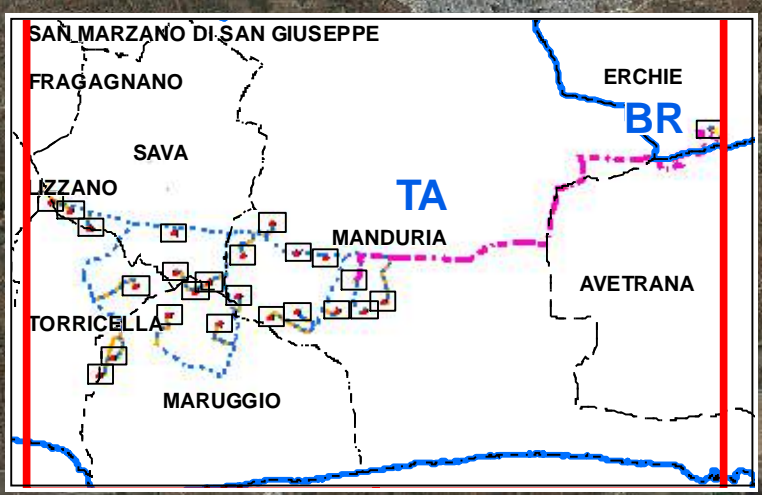 SAN MARZANO DI SAN GIUSEPPE
FRAGAGNANO
ERCHIE
BR
SAVA
LIZZANO
TA
MANDURIA
AVETRANA
TORRICELLA
MARUGGIO